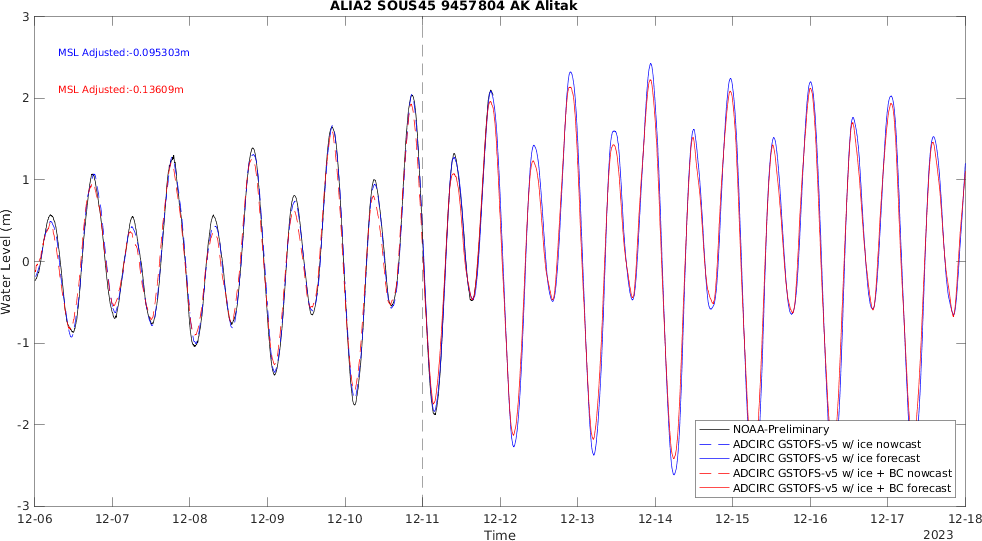 ALIA2 SOUS45 9457804 AK Alitak
MSL Adjusted:-0.095303m
MSL Adjusted:-0.13609m
Water Level (m)
3
2
1
0
-1
-2
-3
NOAA-Preliminary
ADCIRC GSTOFS-v5 w/ ice nowcast
ADCIRC GSTOFS-v5 w/ ice forecast
ADCIRC GSTOFS-v5 w/ ice + BC nowcast
ADCIRC GSTOFS-v5 w/ ice + BC forecast
12-06 12-07 12-08 12-09 12-10 12-11 12-12 12-13 12-14 12-15 12-16 12-17 12-18
Time
2023